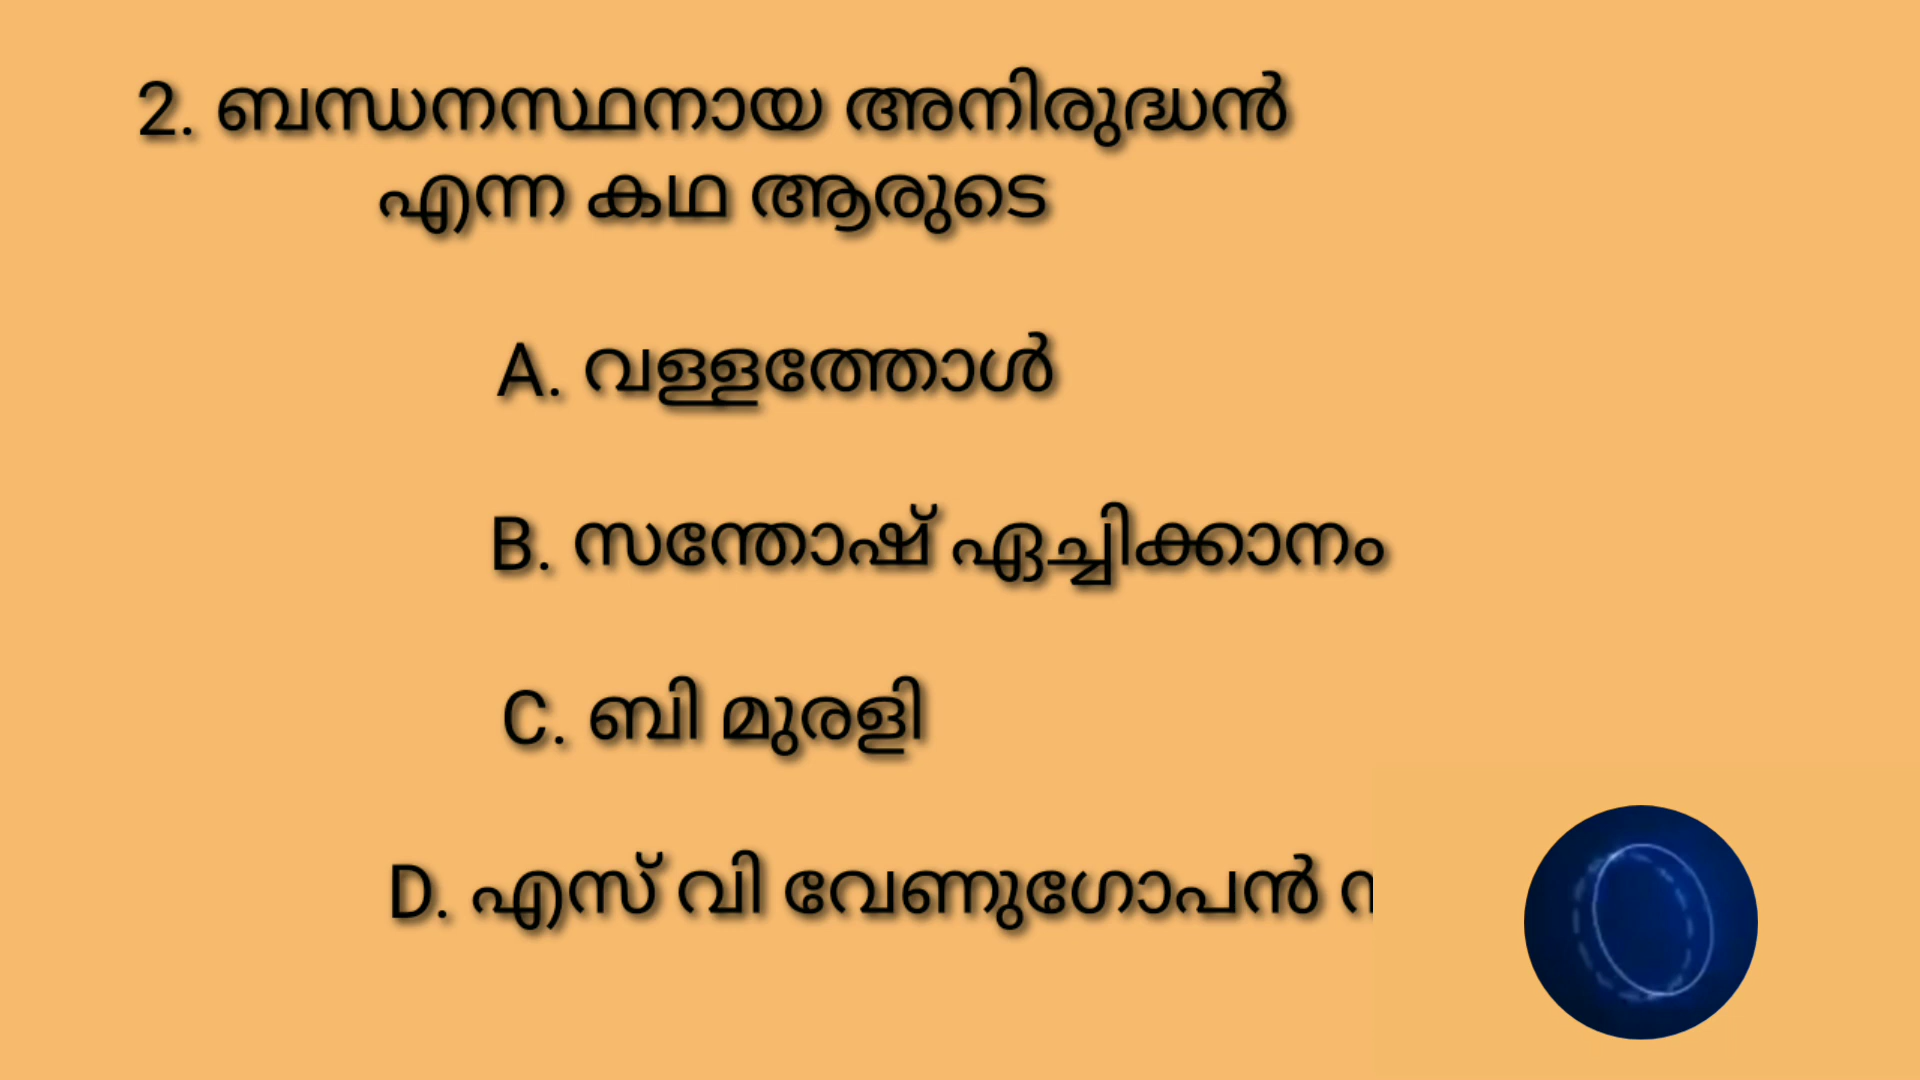 2. ബന്ധനസ്ഥനായ അനിരുദ്ധൻ
എന്ന കഥ ആരുടെ
A. വള്ളത്തോൾ
B. സന്തോഷ് ഏച്ചിക്കാനം
C. ബി മുരളി
D. എസ് വി വേണുഗോപൻ